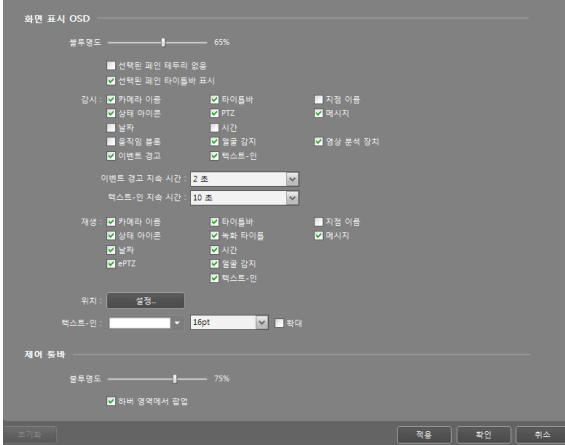 화면 표시 OSD
불투명도 65%
선택된 페인 테두리 없음
선택된 페인 타이틀바 표시
감시 : 카메라 이름 타이틀바 지점 이름
상태 아이콘 PTZ 메시지
날짜 시간
움직임 블록 얼굴 감지 영상 분석 장치
이벤트 경고 텍스트-인
이벤트 경고 지속 시간 : 2 초
텍스트-인 지속 시간 : 10 초
재생 : 카메라 이름 타이틀바 지점 이름
상태 아이콘 녹화 타이틀 메시지
날짜 시간
ePTZ 얼굴 감지
텍스트-인
위치 : 설정..
텍스트-인 : 16pt 확대
제어 툴바
불투명도 75%
하버 영역에서 팝업
초기화 적용 확인 취소